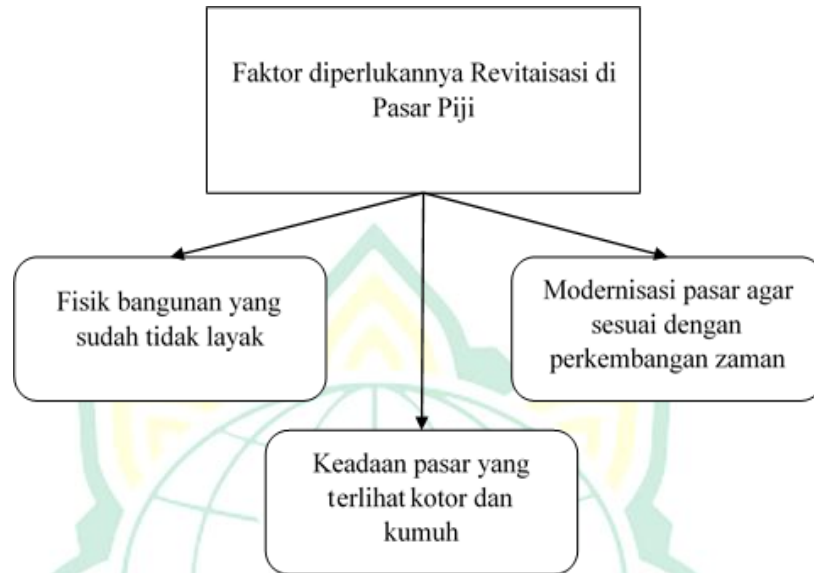 Faktor diperlukannya Revitaisasi di
Pasar Piji
Fisik bangunan yang
sudah tidak layak
Modernisasi pasar agar
sesuai dengan
perkembangan zaman
Keadaan pasar yang
terlihat kotor dan
kumuh